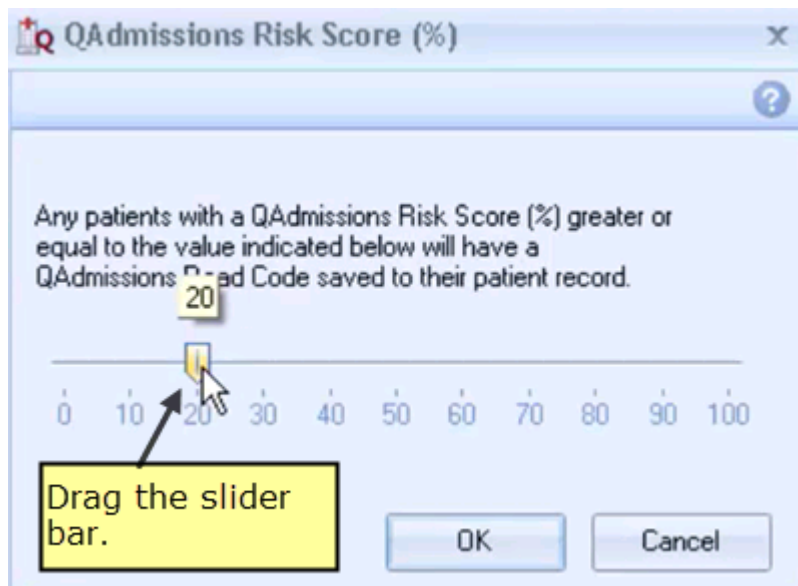 QAdmissions Risk Score (%)
Any patients with a QAdmissions Risk Score (%) greater or
equal to the value indicated below will have a
QAdmissions Read Code saved to their patient record.
20
0 10 20 30 40 50 60 70 80 90 100
Drag the slider
bar.
OK Cancel